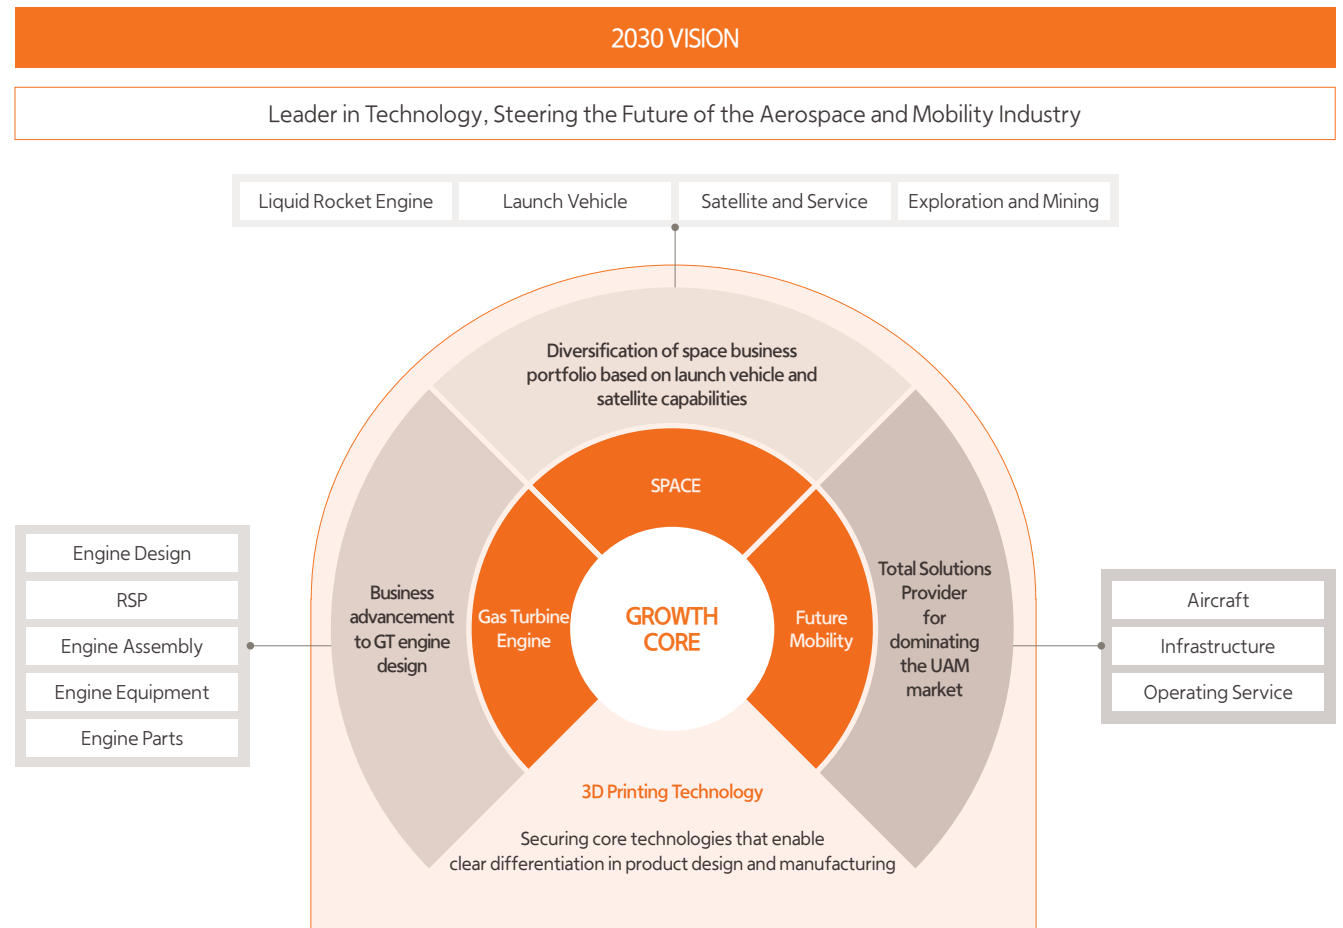 2030 VISION
Leader in Technology, Steering the Future of the Aerospace and Mobility Industry
Liquid Rocket Engine
Launch Vehicle
Satellite and Service
Exploration and Mining
Diversification of space business
portfolio based on launch vehicle and
satellite capabilities
SPACE
Engine Design
RSP
Engine Assembly
Engine Equipment
Engine Parts
Business
advancement
to GT engine
design
Gas Turbine
Engine
GROWTH
CORE
Future
Mobility
Total Solutions
Provider
for
dominating
the UAM
market
Aircraft
Infrastructure
Operating Service
3D Printing Technology
Securing core technologies that enable
clear differentiation in product design and manufacturing